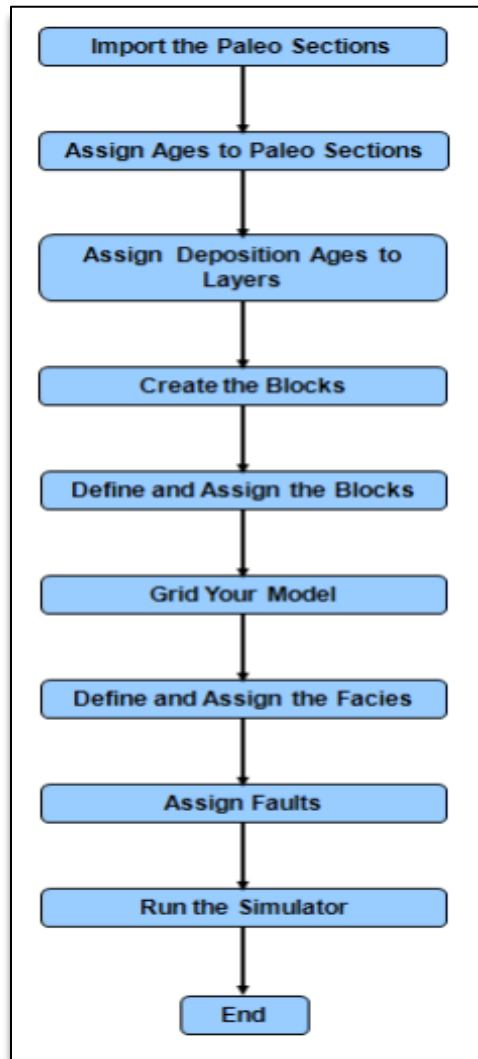 Import the Paleo Sections
Assign Ages to Paleo Sections
Assign Deposition Ages to
Layers
Create the Blocks
Define and Assign the Blocks
Grid Your Model
Define and Assign the Facies
Assign Faults
Run the Simulator
End